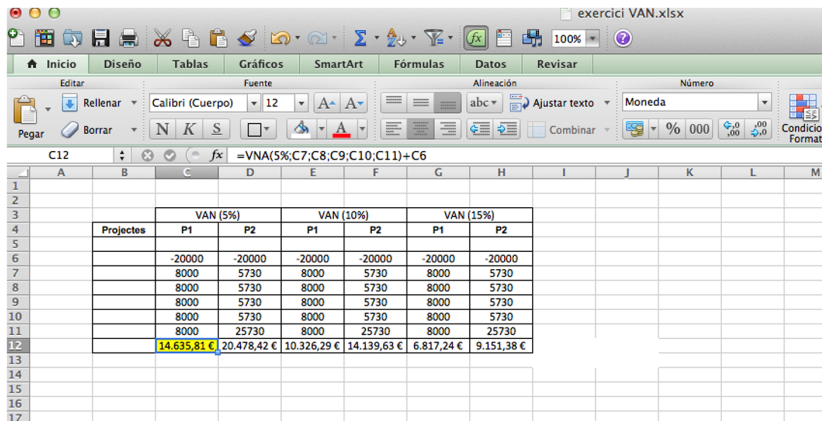 exercici VAN.xlsx
100%
Inicio Diseño Tablas Gráficos SmartArt Fórmulas Datos Revisar
Editar Fuente Alineación Número
Rellenar Calibri (Cuerpo) 12 A A abc Ajustar texto Moneda
Pegar Borrar N K S A Combinar % 000 ,0 ,00 ,00 ,0 Condicio
Format
C12 fx =VNA(5%;C7;C8;C9;C10;C11)+C6
A B C D E F G H I J K L M
1
2
3 VAN (5%) VAN (10%) VAN (15%)
4 Projectes P1 P2 P1 P2 P1 P2
5
6 -20000 -20000 -20000 -20000 -20000 -20000
7 8000 5730 8000 5730 8000 5730
8 8000 5730 8000 5730 8000 5730
9 8000 5730 8000 5730 8000 5730
10 8000 5730 8000 5730 8000 5730
11 8000 25730 8000 25730 8000 25730
12 14.635,81 € 20.478,42 € 10.326,29 € 14.139,63 € 6.817,24 € 9.151,38 €
13
14
15
16
17